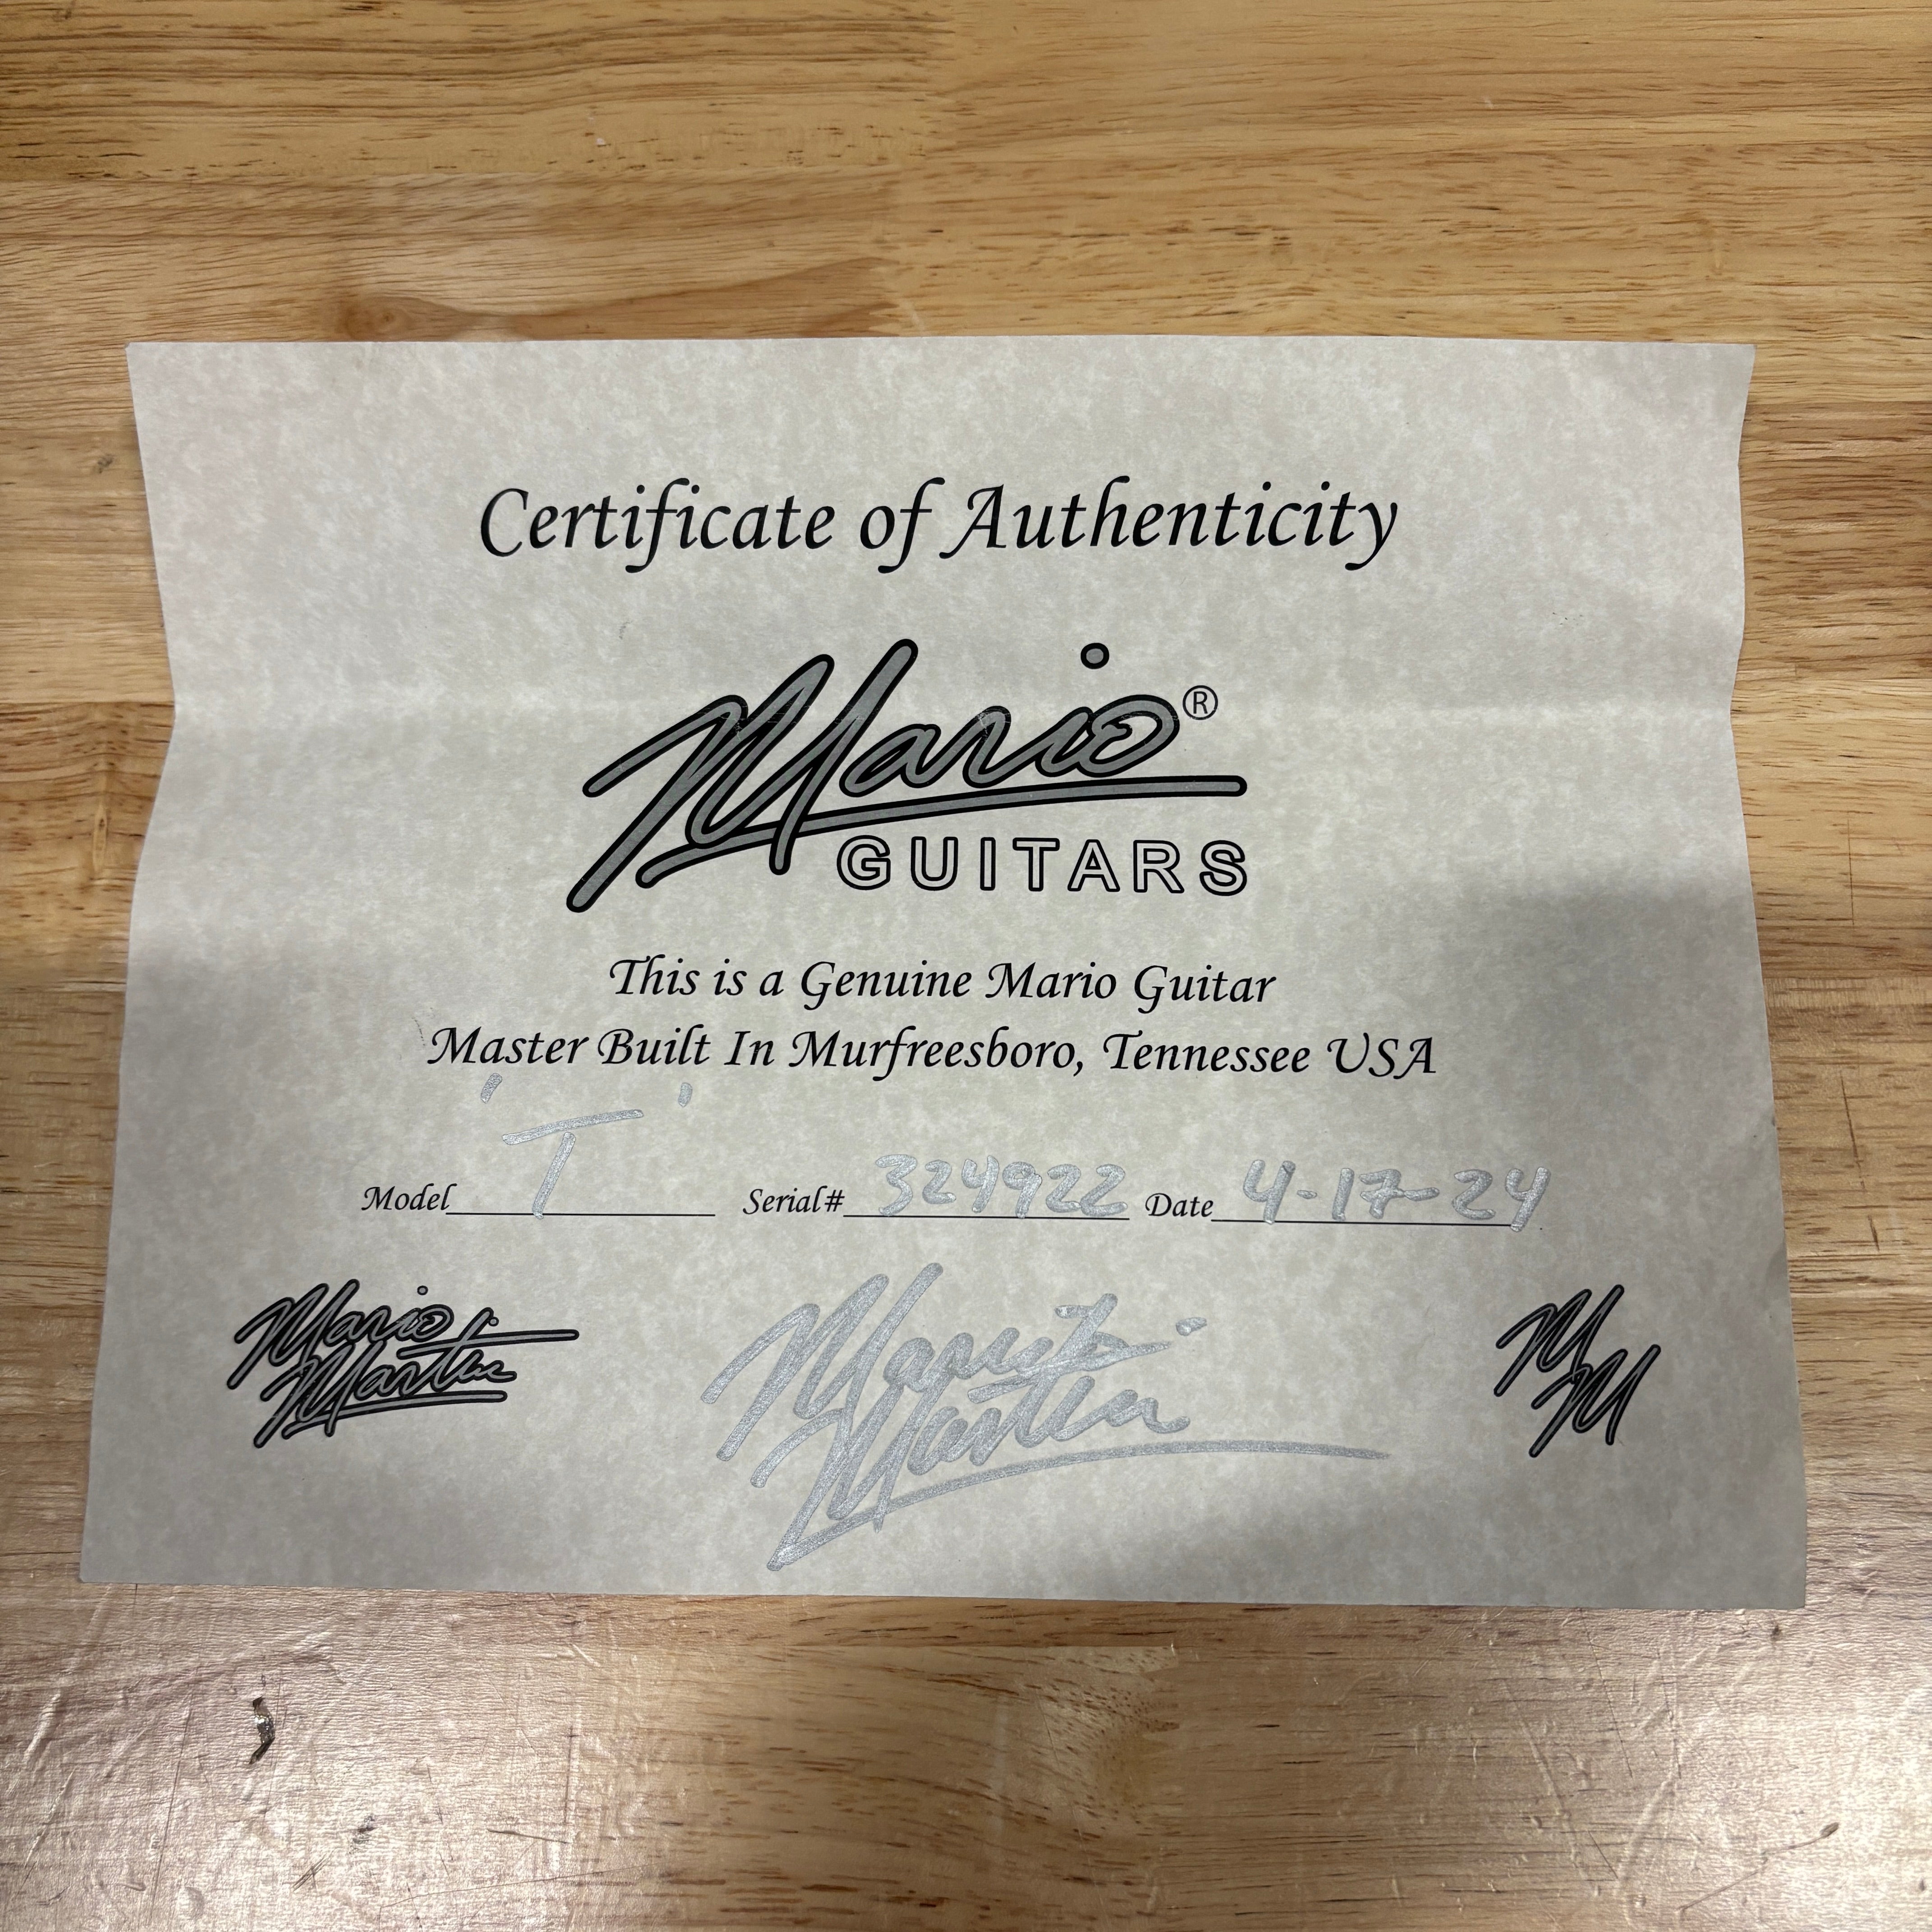 Certificate of Authenticity
Mario®
GUITARS
This is a Genuine Mario Guitar
Master Built In Murfreesboro, Tennessee USA
Model 'T' Serial# 324922 Date 4-17-24
Mario
Martin
Martin
MM